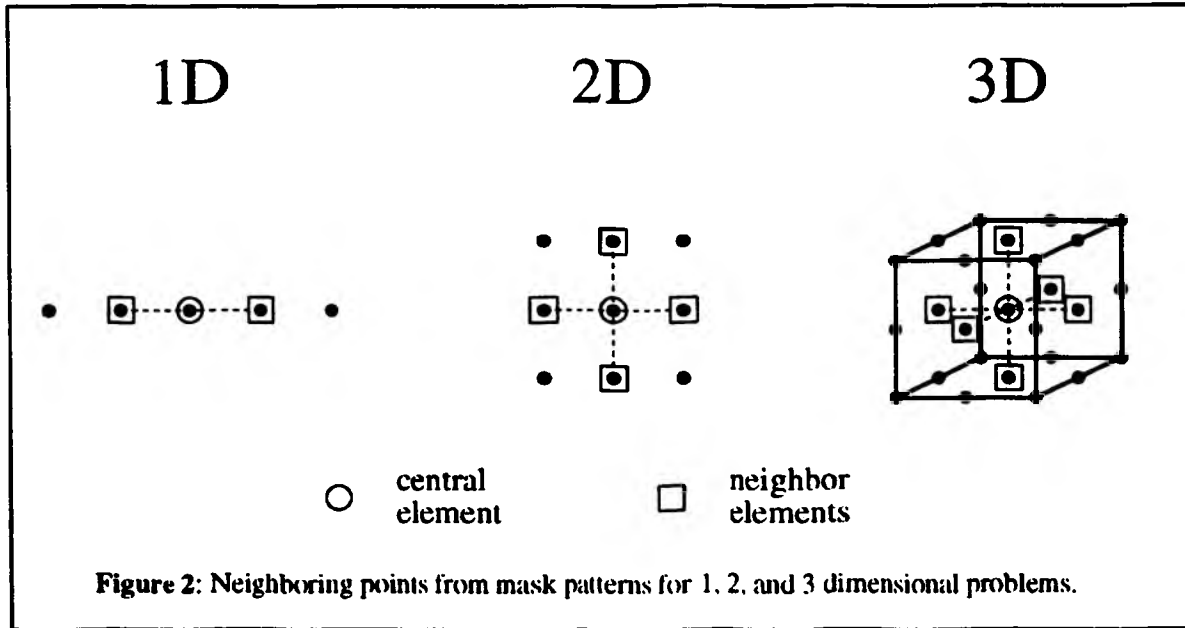 1D 2D 3D
central neighbor
element elements
Figure 2: Neighboring points from mask patterns for 1, 2, and 3 dimensional problems.